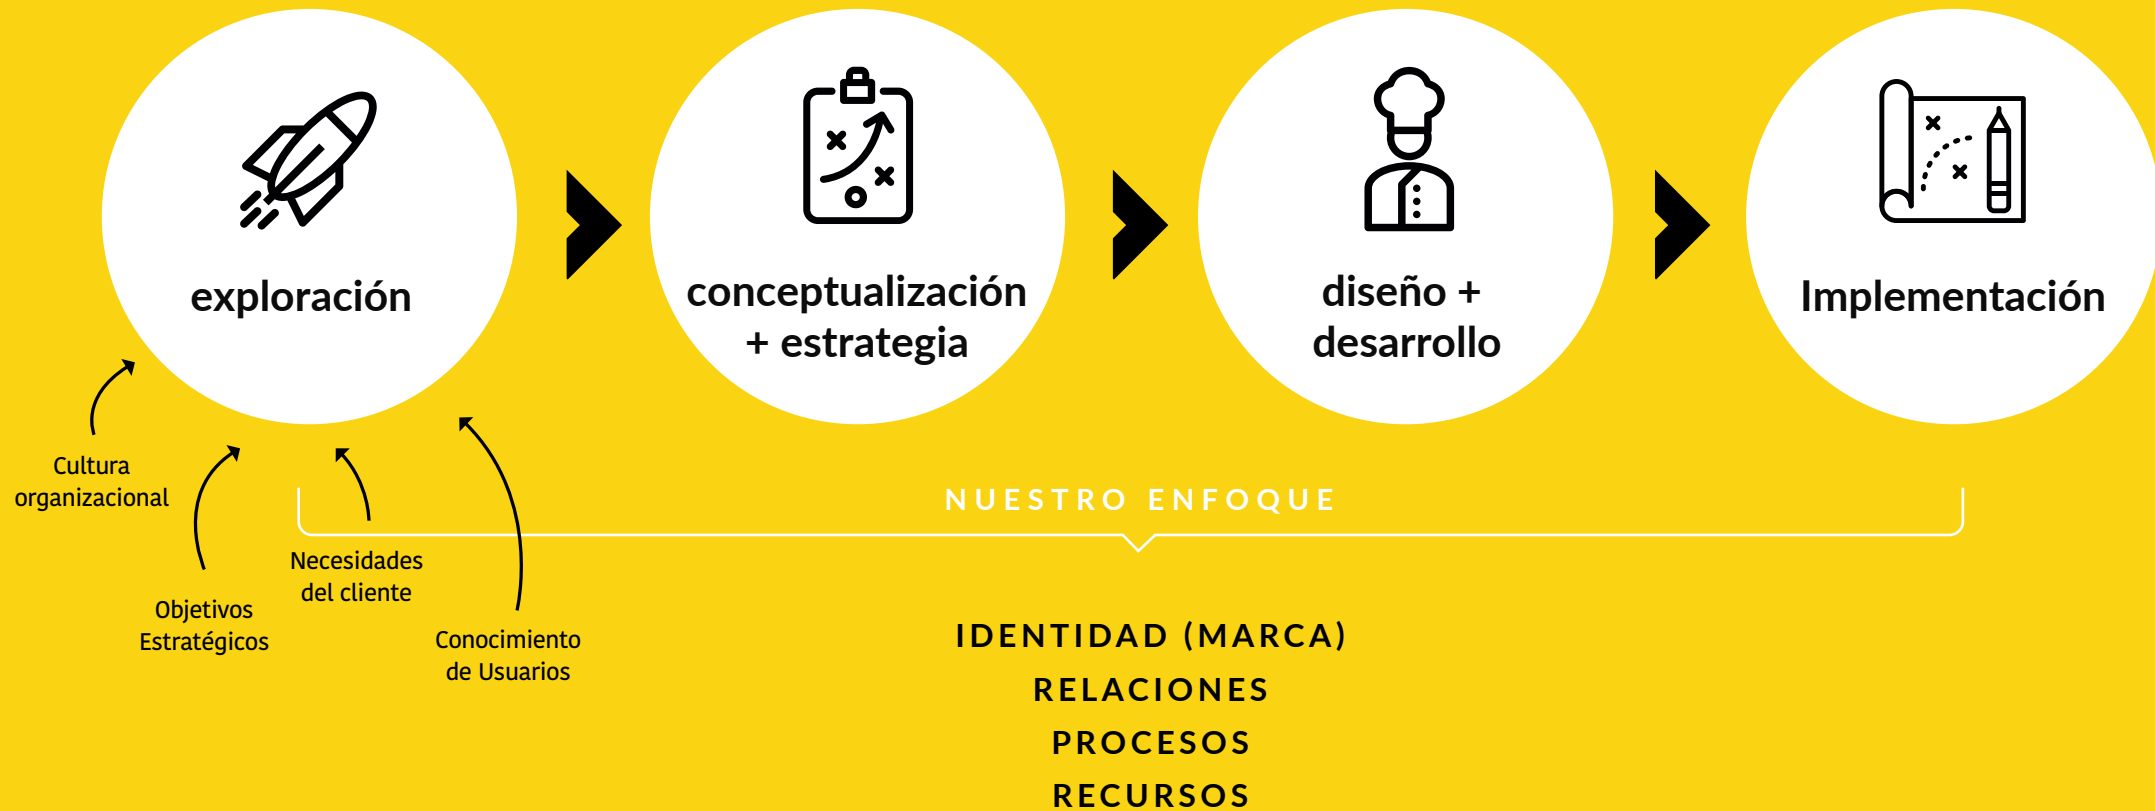 exploración
conceptualización
+ estrategia
diseño +
desarrollo
Implementación
Cultura
organizacional
Objetivos
Estratégicos
Necesidades
del cliente
Conocimiento
de Usuarios
NUESTRO ENFOQUE
IDENTIDAD (MARCA)
RELACIONES
PROCESOS
RECURSOS